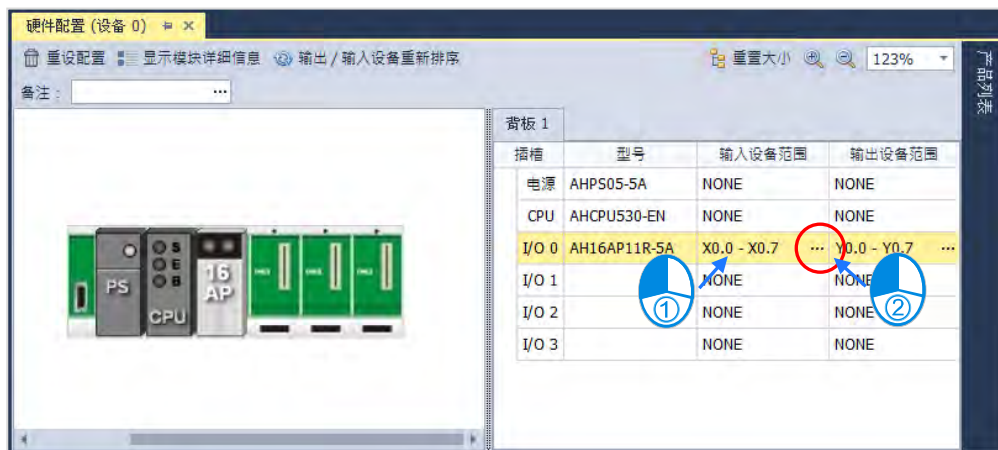 硬件配置 (设备 0)
重设配置 显示模块详细信息 输出 / 输入设备重新排序 重置大小 123%
备注 : ...
产品列表
背板 1
插槽 型号 输入设备范围 输出设备范围
电源 AHPS05-5A NONE NONE
CPU AHCPU530-EN NONE NONE
I/O 0 AH16AP11R-5A X0.0 - X0.7 ... Y0.0 - Y0.7 ...
I/O 1 NONE NONE
I/O 2 NONE NONE
I/O 3 NONE NONE
① ②
PS
CPU
S
E
B
16
AP